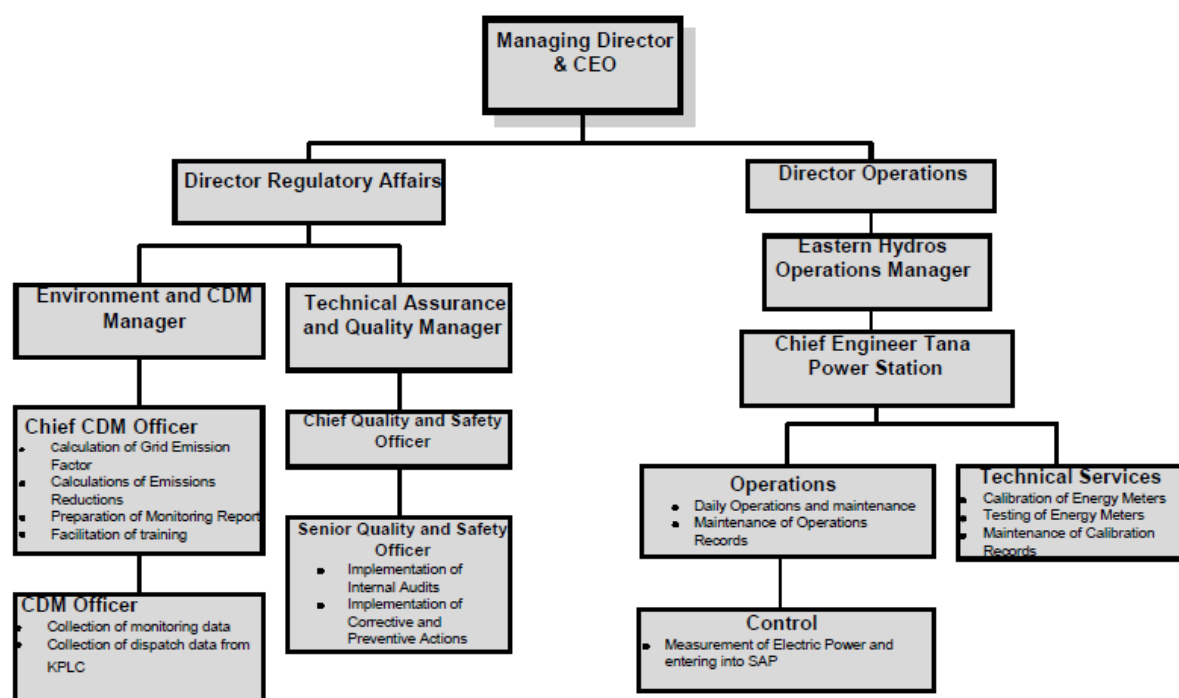 Managing Director
& CEO
Director Regulatory Affairs
Director Operations
Eastern Hydros
Operations Manager
Environment and CDM
Manager
Technical Assurance
and Quality Manager
Chief Engineer Tana
Power Station
Chief CDM Officer
• Calculation of Grid Emission
Factor
• Calculations of Emissions
Reductions
• Preparation of Monitoring Report
• Facilitation of training
Chief Quality and Safety
Officer
Operations
• Daily Operations and maintenance
• Maintenance of Operations
Records
Technical Services
• Calibration of Energy Meters
• Testing of Energy Meters
• Maintenance of Calibration
Records
Senior Quality and Safety
Officer
• Implementation of
Internal Audits
• Implementation of
Corrective and
Preventive Actions
CDM Officer
• Collection of monitoring data
• Collection of dispatch data from
KPLC
Control
• Measurement of Electric Power and
entering into SAP